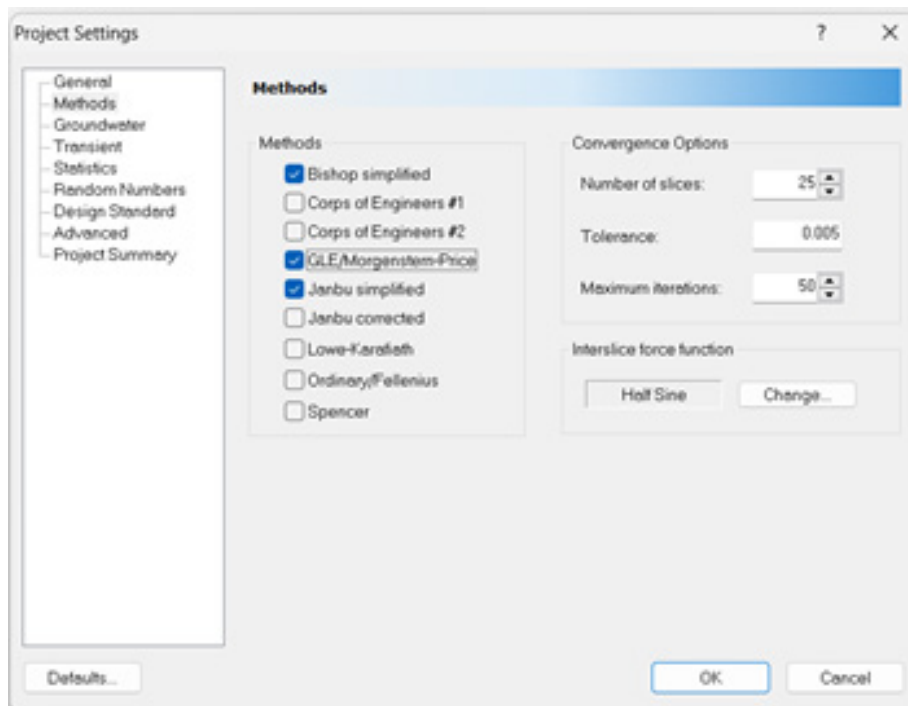 Project Settings
?
General
Methods
Groundwater
Transient
Statistics
Random Numbers
Design Standard
Advanced
Project Summary
Methods
Methods
Bishop simplified
Corps of Engineers #1
Corps of Engineers #2
GLE/Morgenstern-Price
Janbu simplified
Janbu corrected
Lowe-Karafiath
Ordinary/Fellenius
Spencer
Convergence Options
Number of slices: 25
Tolerance: 0.005
Maximum iterations: 50
Interslice force function
Half Sine
Change...
Defaults...
OK
Cancel